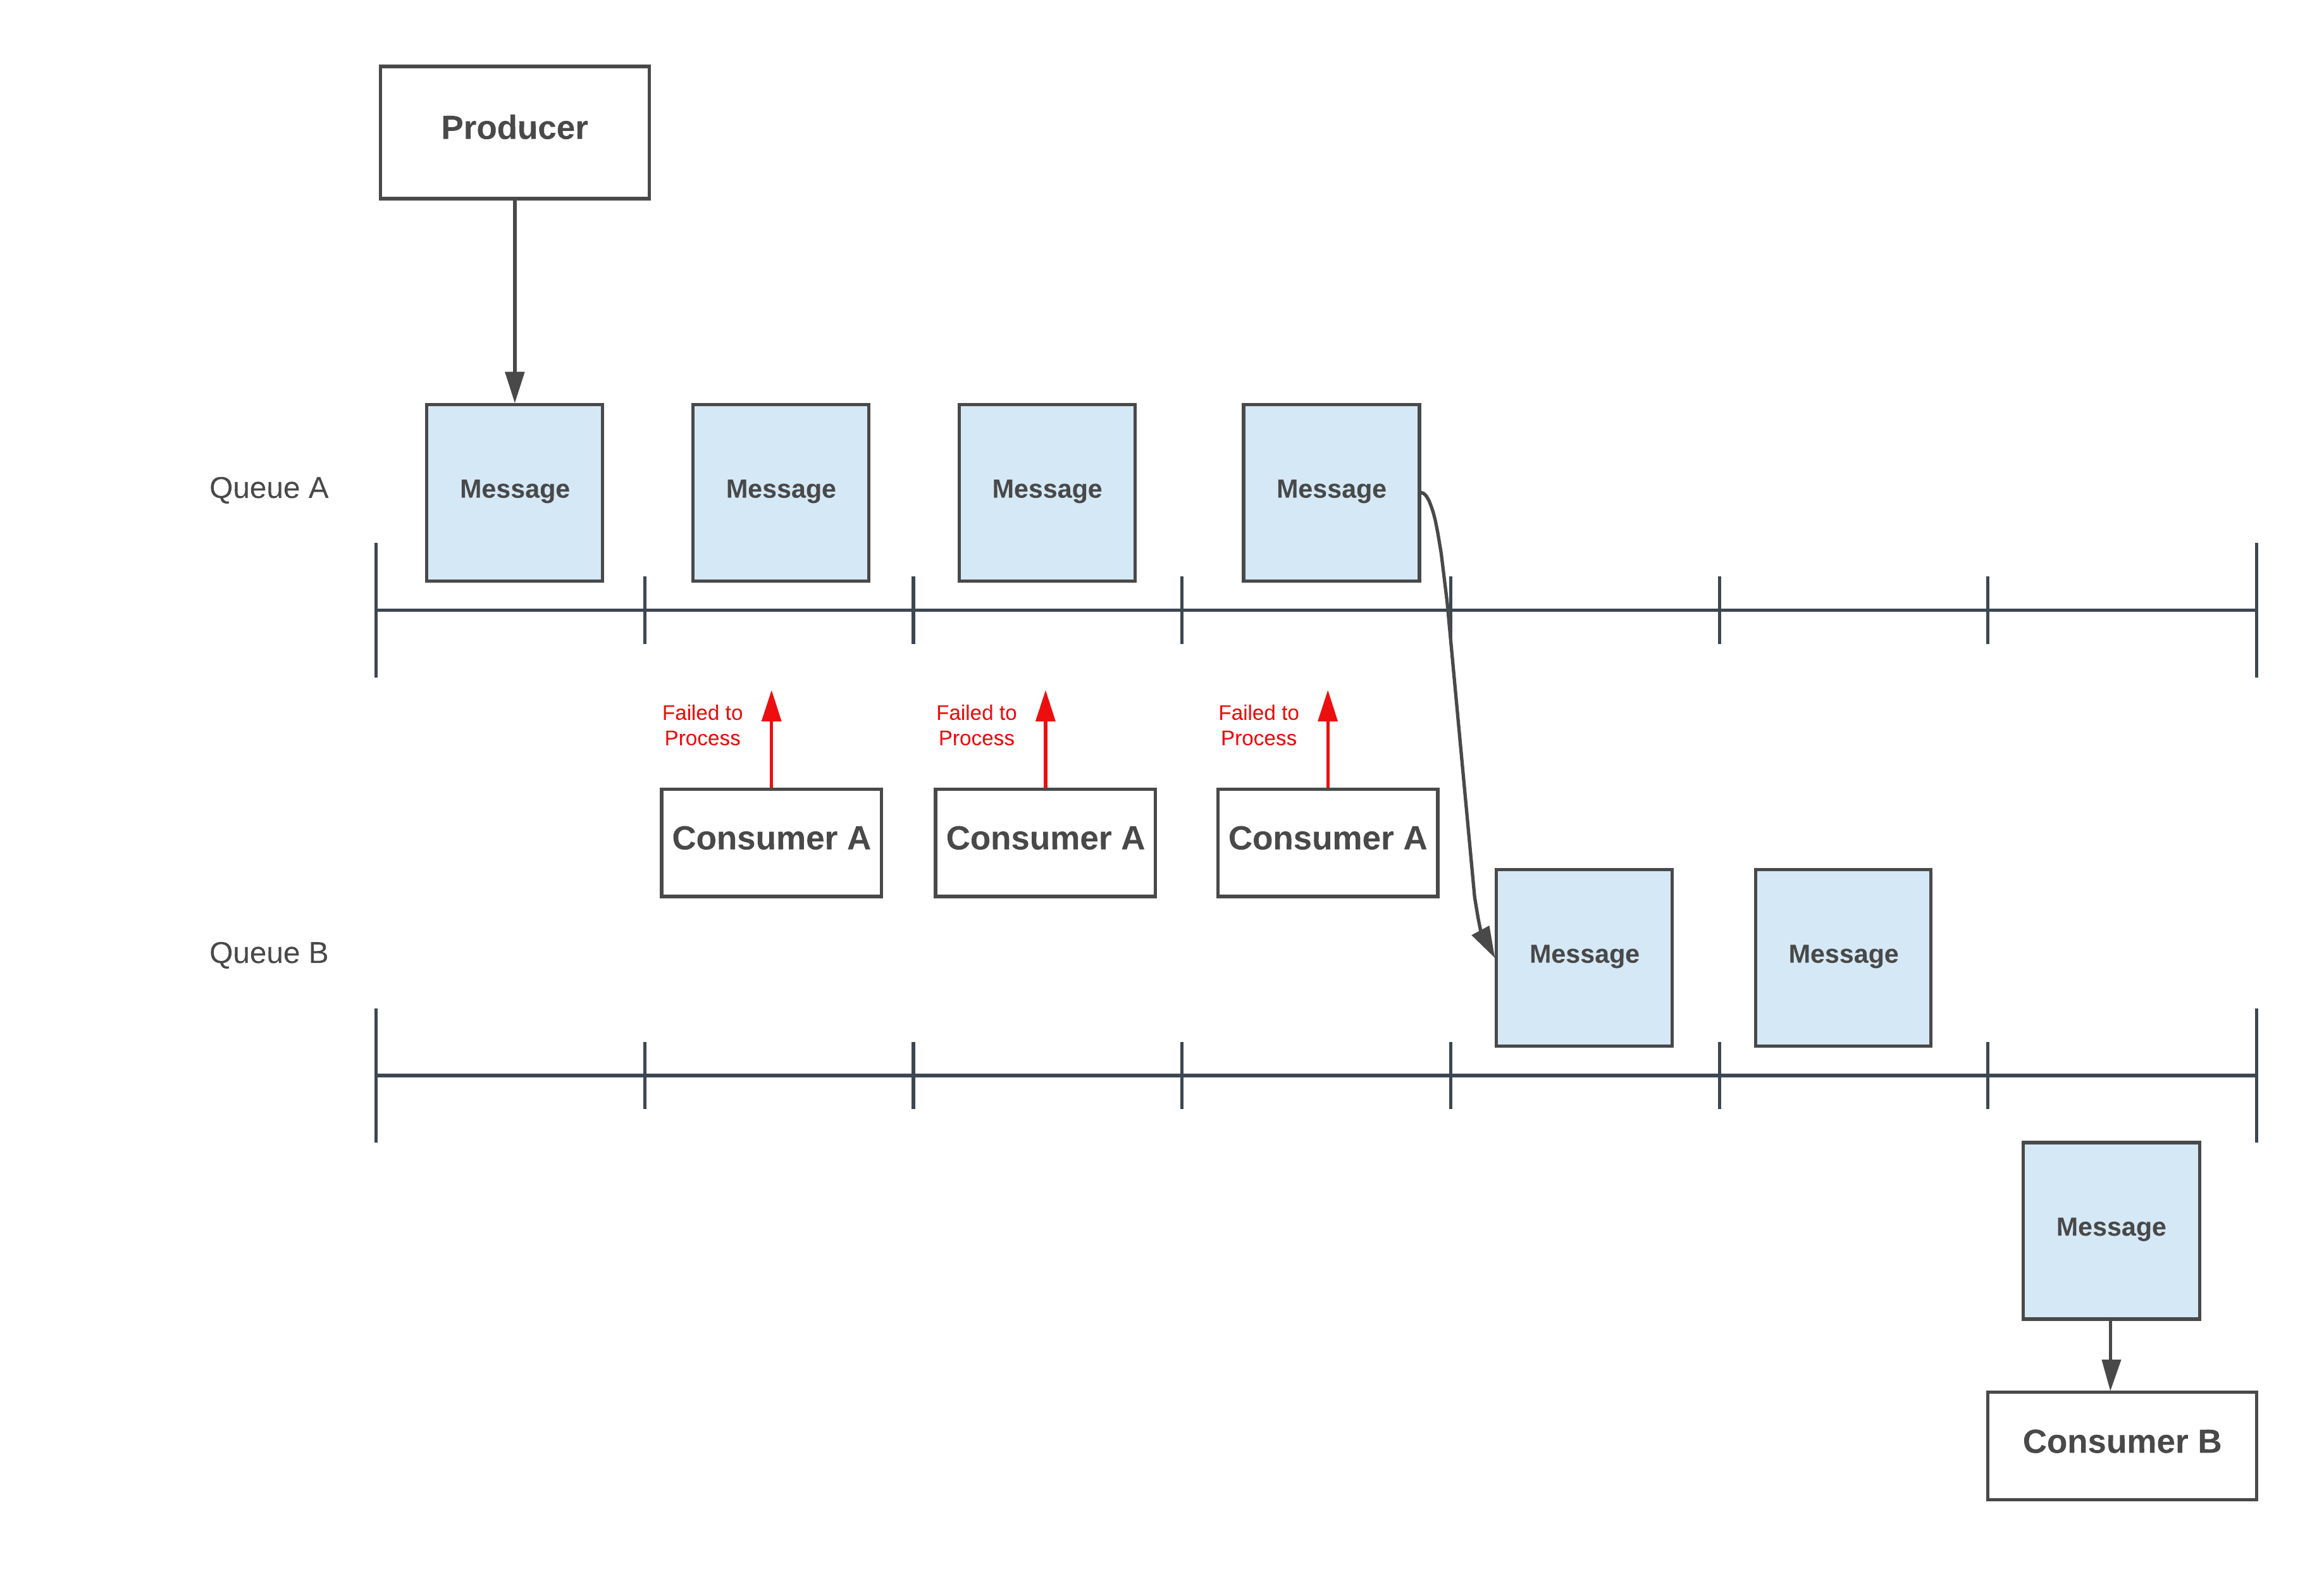 Producer
Queue A
Message
Message
Message
Message
Failed to
Process
Failed to
Process
Failed to
Process
Consumer A
Consumer A
Consumer A
Queue B
Message
Message
Message
Consumer B